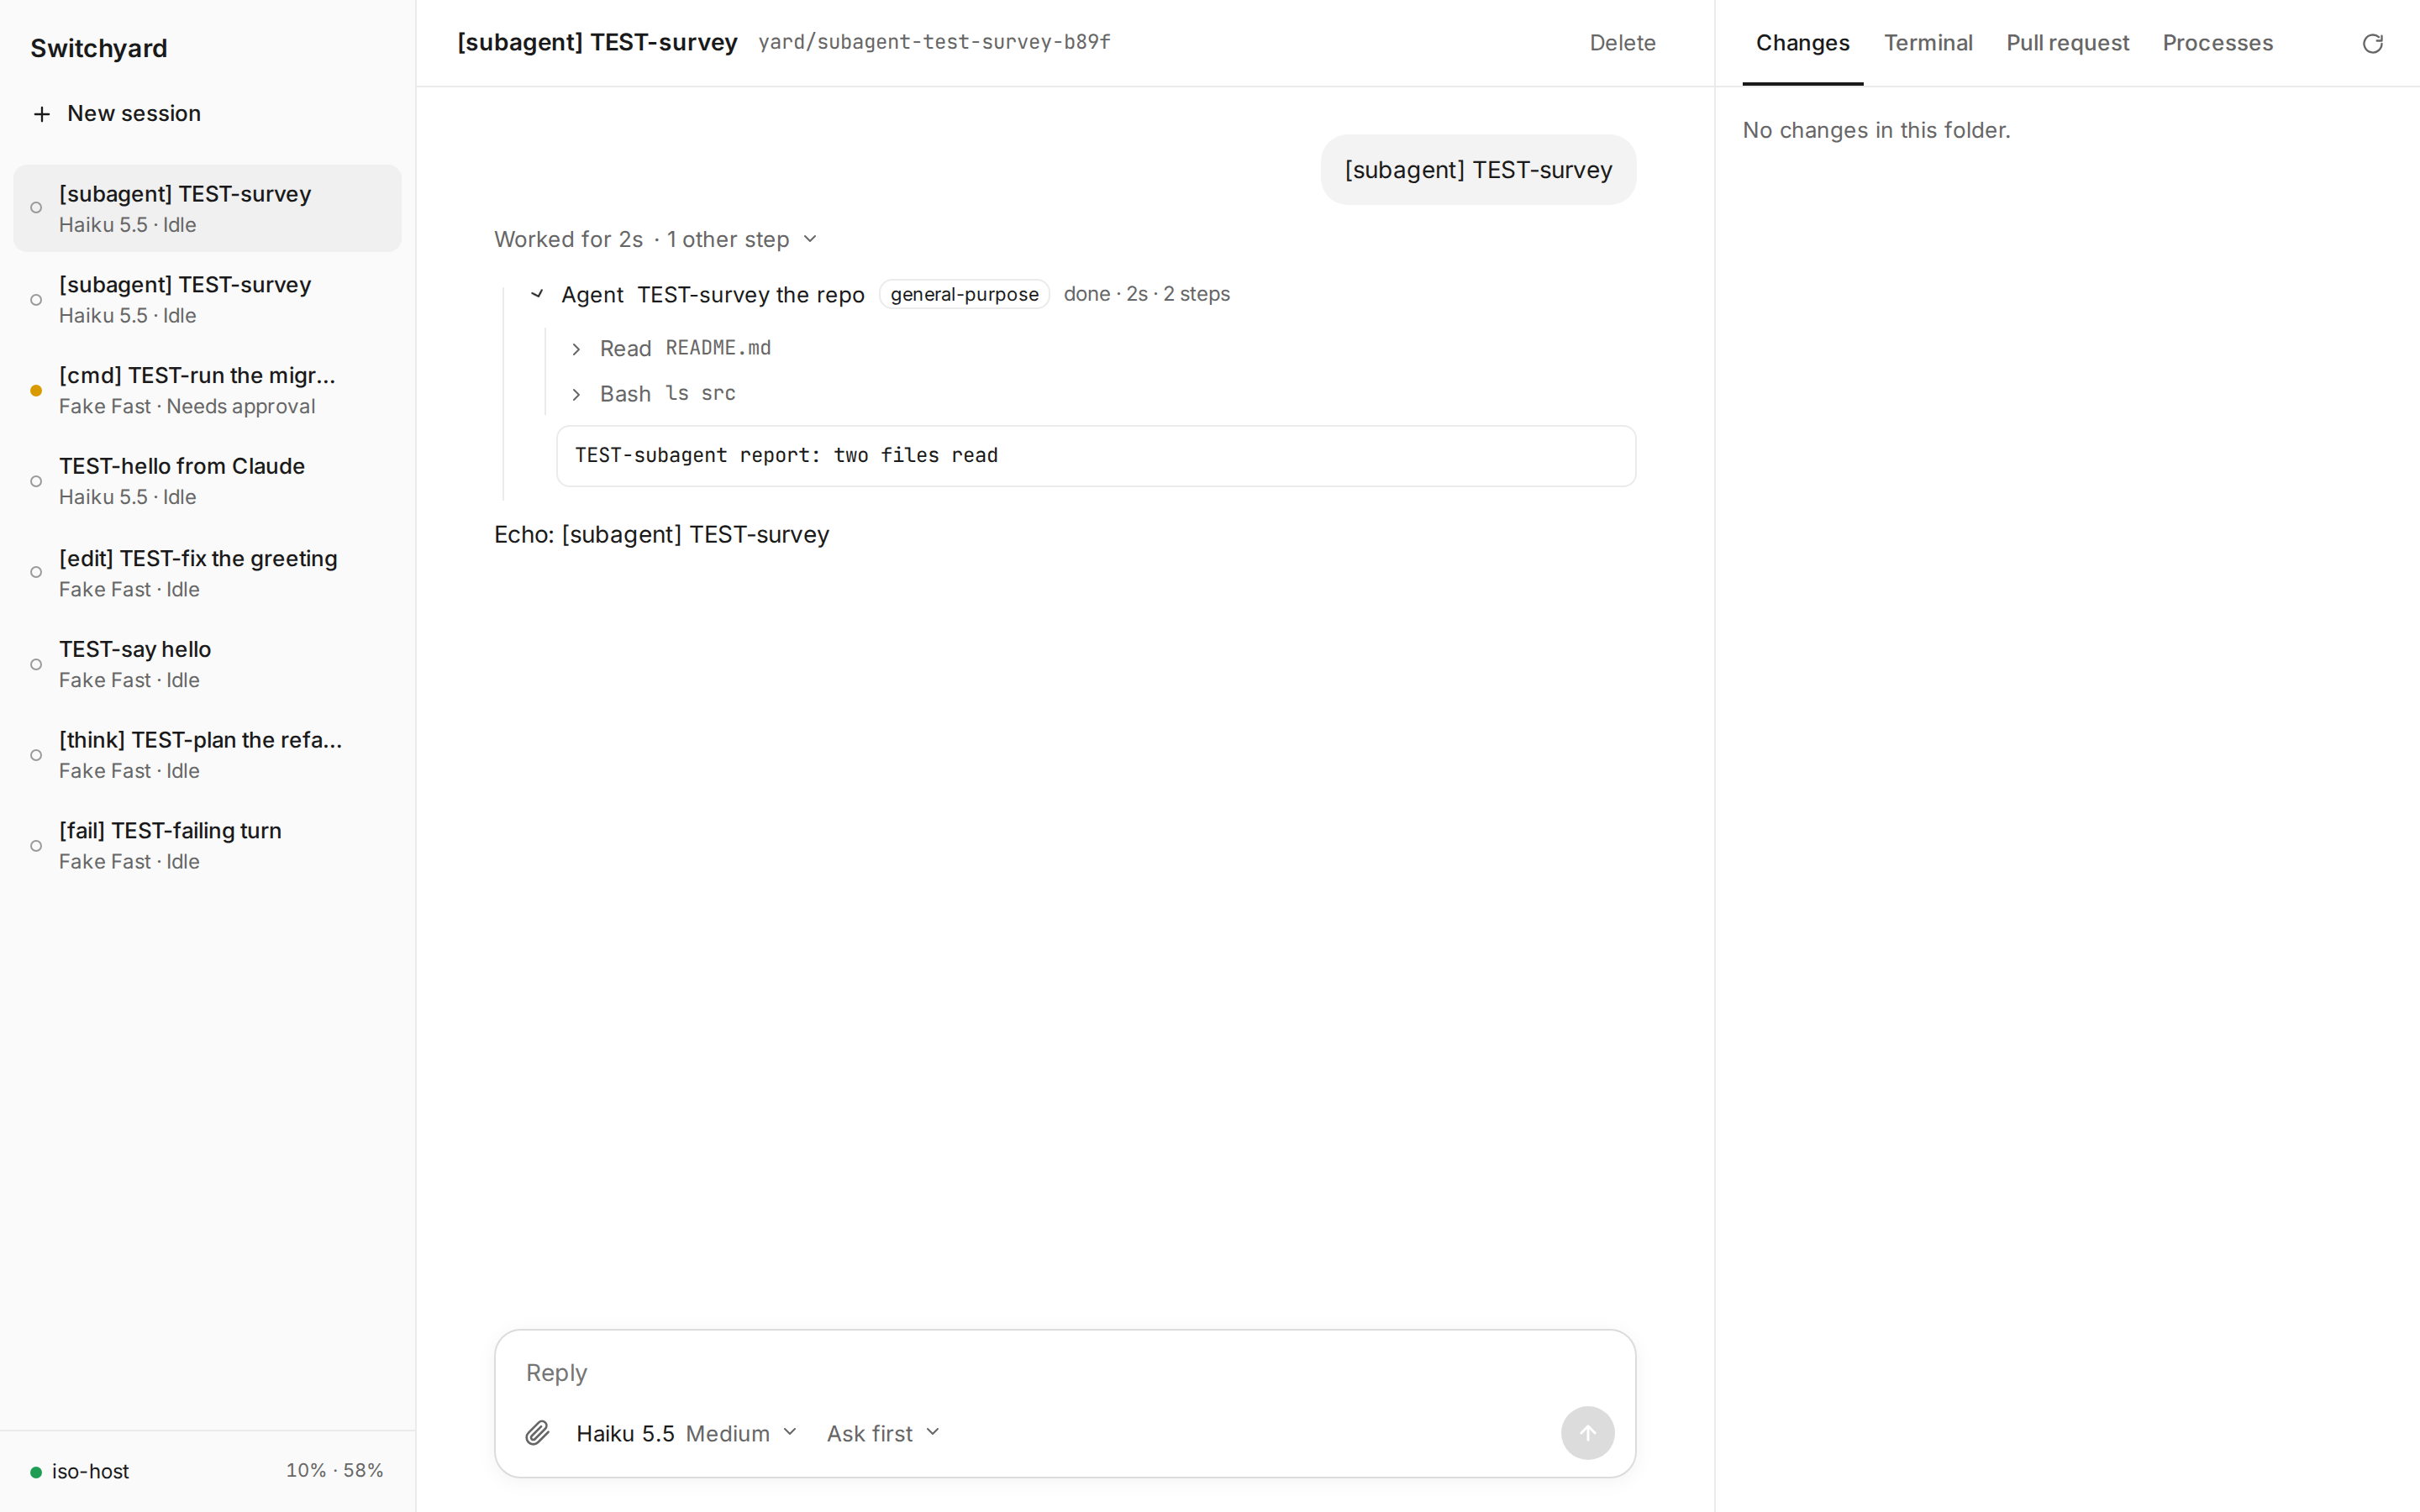 Switchyard
New session
[subagent] TEST-survey
Haiku 5.5 · Idle
[subagent] TEST-survey
Haiku 5.5 · Idle
[cmd] TEST-run the migr...
Fake Fast · Needs approval
TEST-hello from Claude
Haiku 5.5 · Idle
[edit] TEST-fix the greeting
Fake Fast · Idle
TEST-say hello
Fake Fast · Idle
[think] TEST-plan the refa...
Fake Fast · Idle
[fail] TEST-failing turn
Fake Fast · Idle
iso-host 10% · 58%
[subagent] TEST-survey yard/subagent-test-survey-b89f Delete
[subagent] TEST-survey
Worked for 2s · 1 other step
Agent TEST-survey the repo general-purpose done · 2s · 2 steps
Read README.md
Bash ls src
TEST-subagent report: two files read
Echo: [subagent] TEST-survey
Reply
Haiku 5.5 Medium Ask first
Changes Terminal Pull request Processes
No changes in this folder.